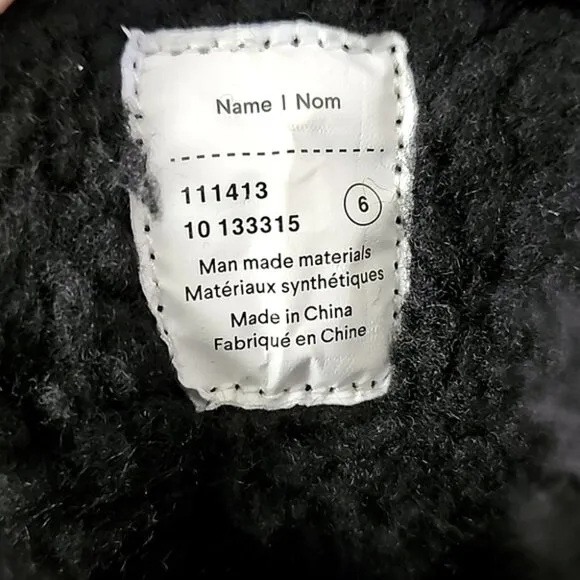 Name | Nom
111413
6
10 133315
Man made materials
Matériaux synthétiques
Made in China
Fabriqué en Chine